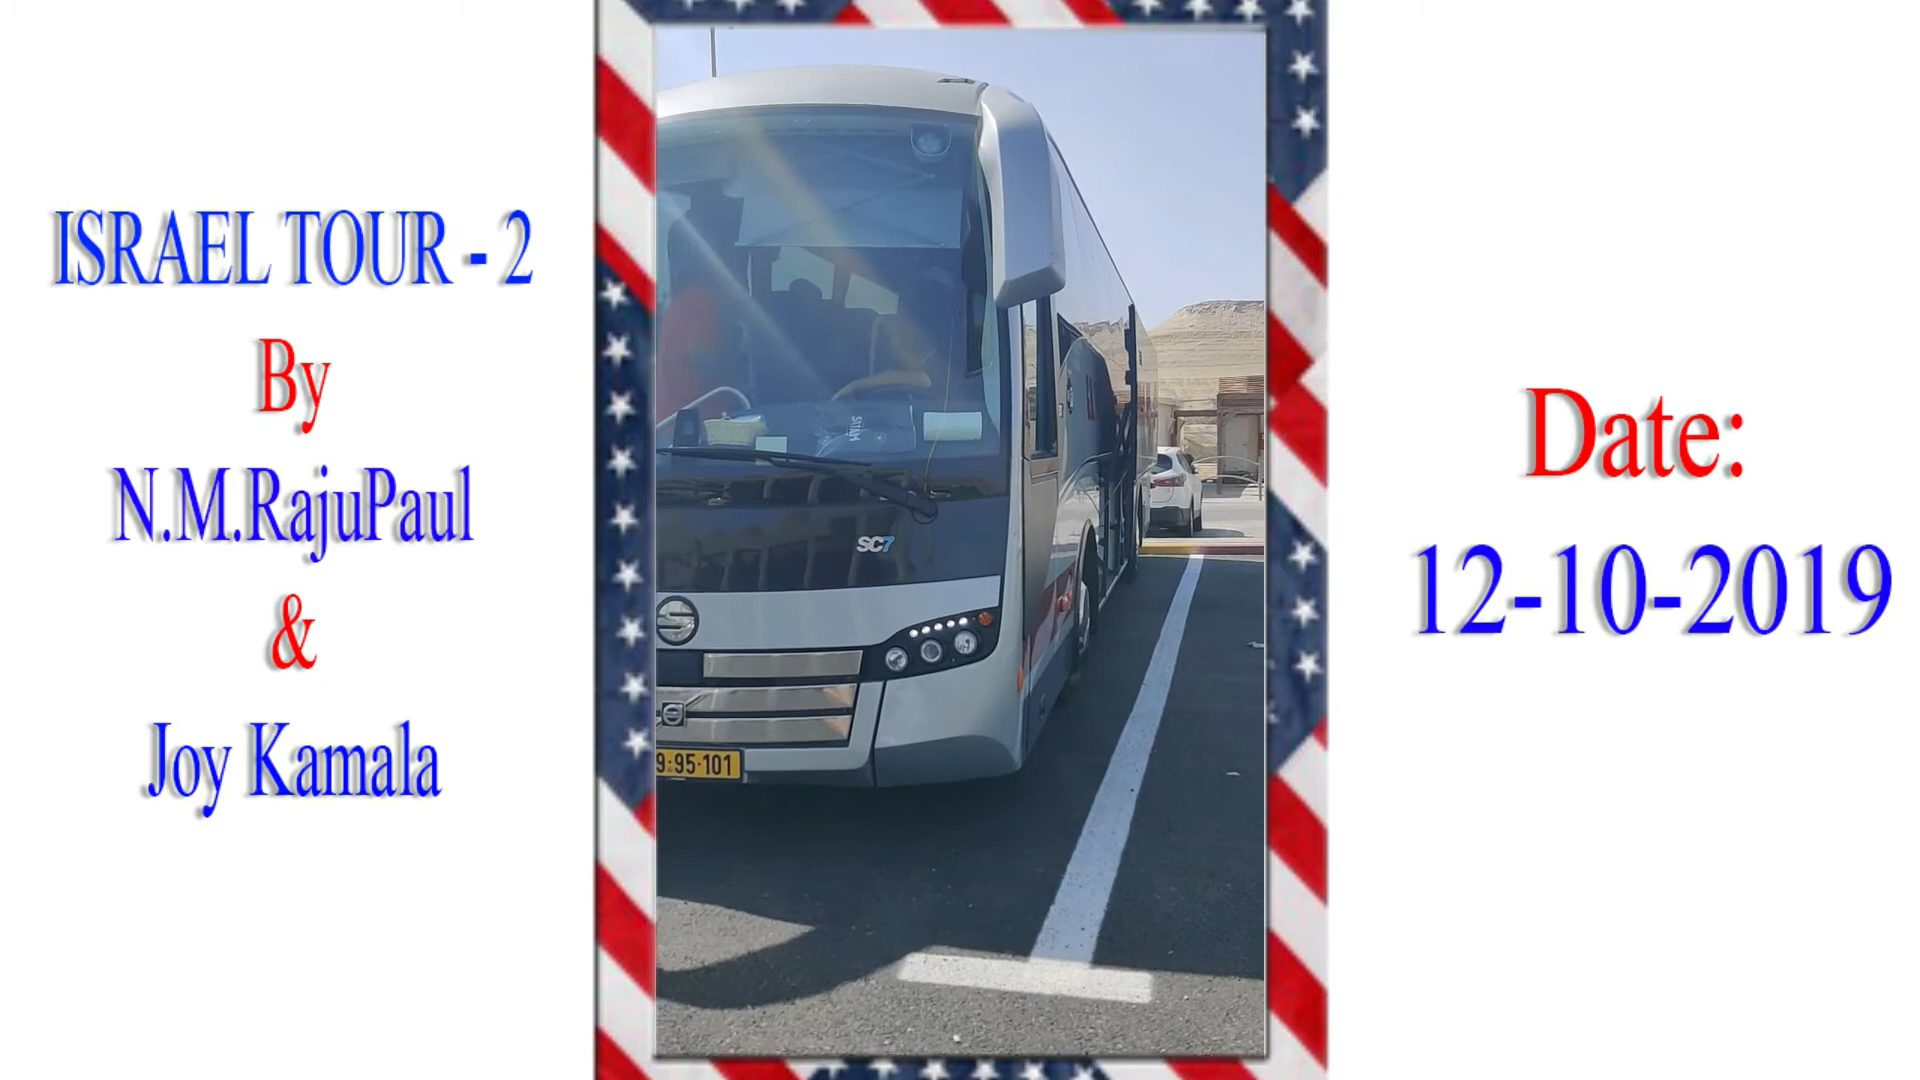 ISRAEL TOUR - 2
By
N.M.RajuPaul
&
Joy Kamala
SC7
9:95·101
Date:
12-10-2019